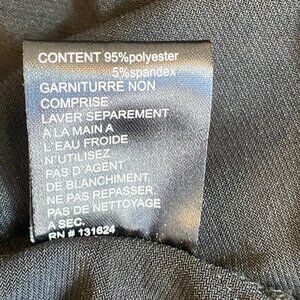 CONTENT 95%polyester
5%spandex
GARNITURRE NON
COMPRISE
LAVER SEPAREMENT
A LA MAIN A
L'EAU FROIDE
N'UTILISEZ
PAS D'AGENT
DE BLANCHIMENT.
NE PAS REPASSER.
PAS DE NETTOYAGE
A SEC.
RN # 131624